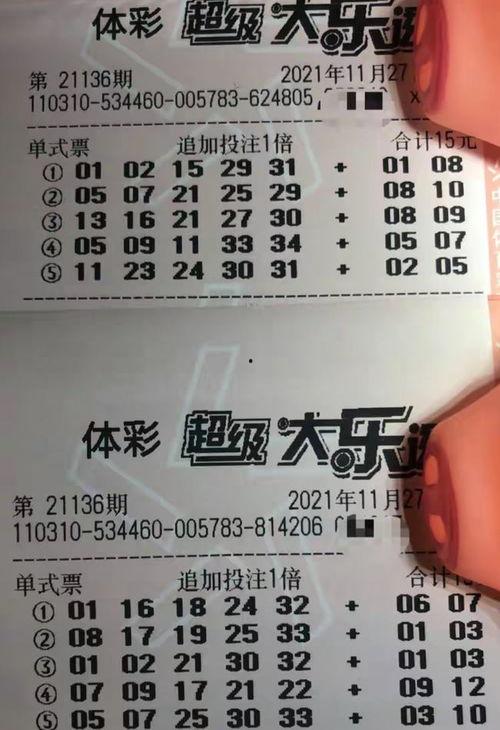 体彩 超级大乐透
第 21136期 2021年11月27
110310-534460-005783-624805
单式票 追加投注1倍 合计15元
① 01 02 15 29 31 + 01 08
② 05 07 21 25 29 + 08 10
③ 13 16 21 27 30 + 08 09
④ 05 09 11 33 34 + 05 07
⑤ 11 23 24 30 31 + 02 05
体彩 超级大乐透
第 21136期 2021年11月27
110310-534460-005783-814206
单式票 追加投注1倍 合计
① 01 16 18 24 32 + 06 07
② 08 17 19 25 33 + 01 03
③ 01 02 21 30 32 + 01 03
④ 07 09 17 21 22 + 09 12
⑤ 05 07 25 30 33 + 03 10